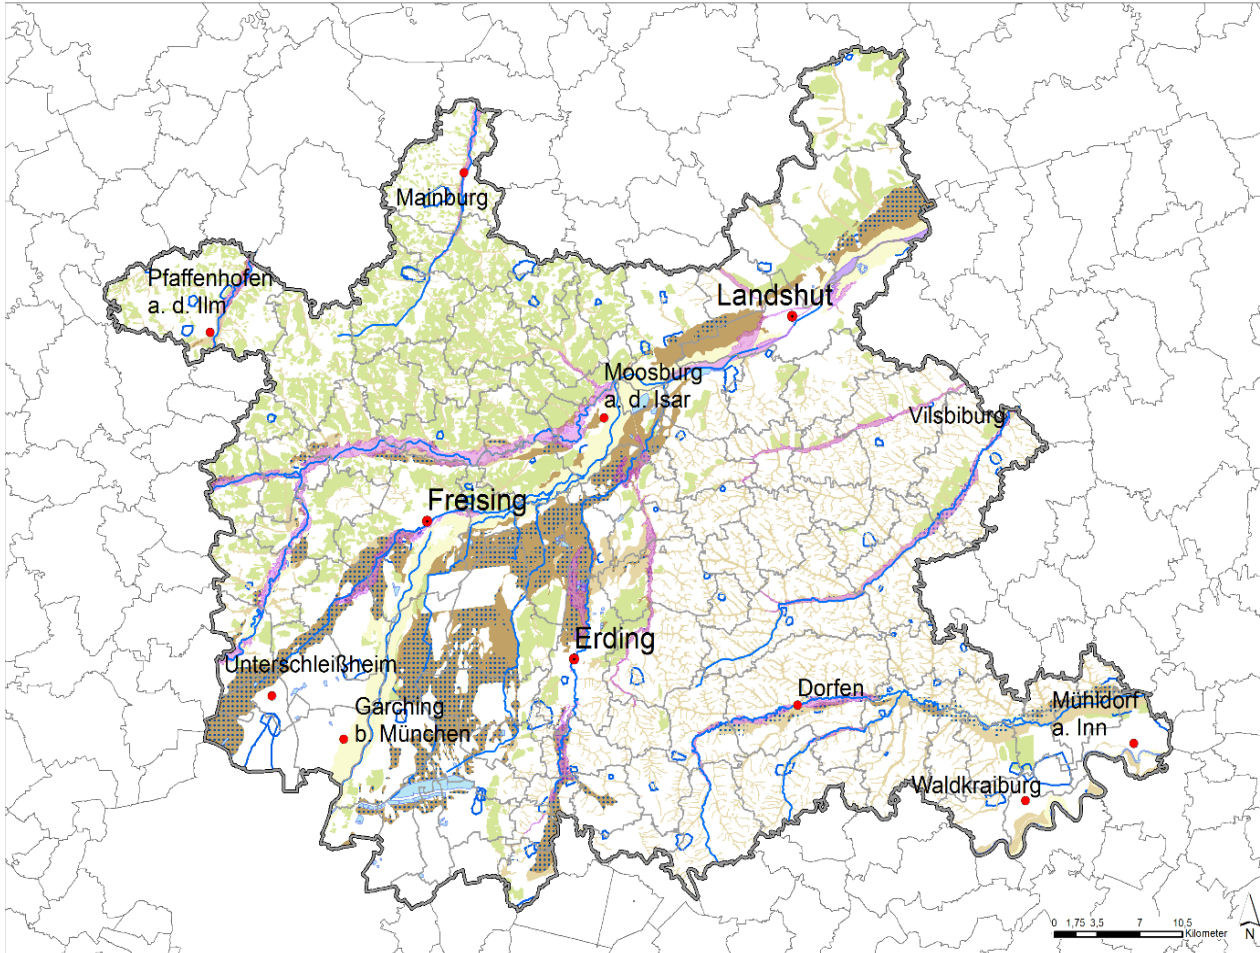 Mainburg
Pfaffenhofen
a. d. Ilm
Landshut
Moosburg
a. d. Isar
Vilsbiburg
Freising
Erding
Unterschleißheim
Garching
b. München
Dorfen
Mühldorf
a. Inn
Waldkraiburg
0 1,75 3,5 7 10,5
Kilometer
N